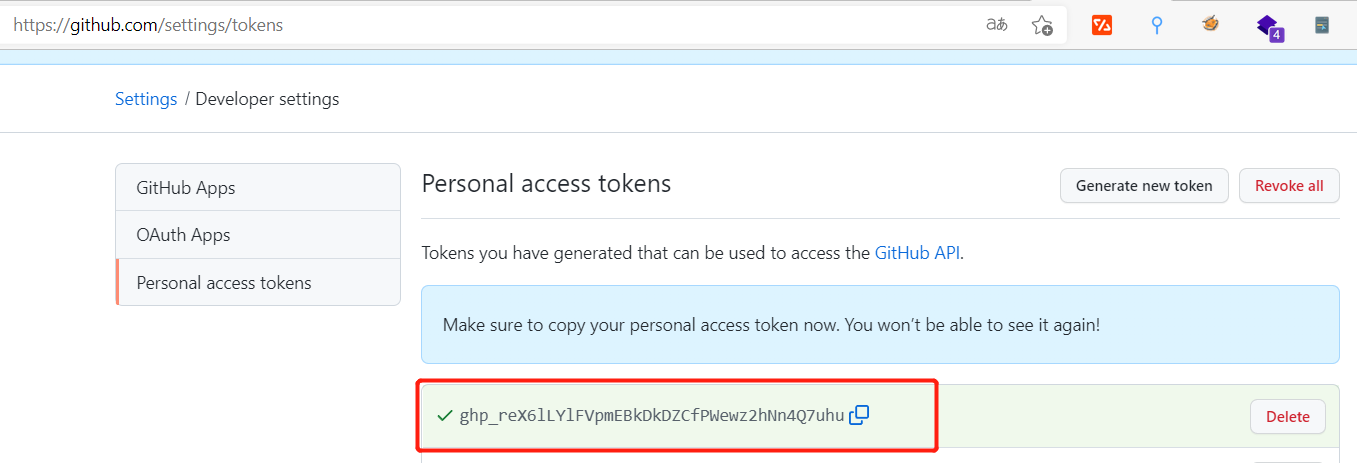 https://github.com/settings/tokens
aあ
4
Settings / Developer settings
GitHub Apps
OAuth Apps
Personal access tokens
Personal access tokens
Generate new token
Revoke all
Tokens you have generated that can be used to access the GitHub API.
Make sure to copy your personal access token now. You won’t be able to see it again!
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
Delete